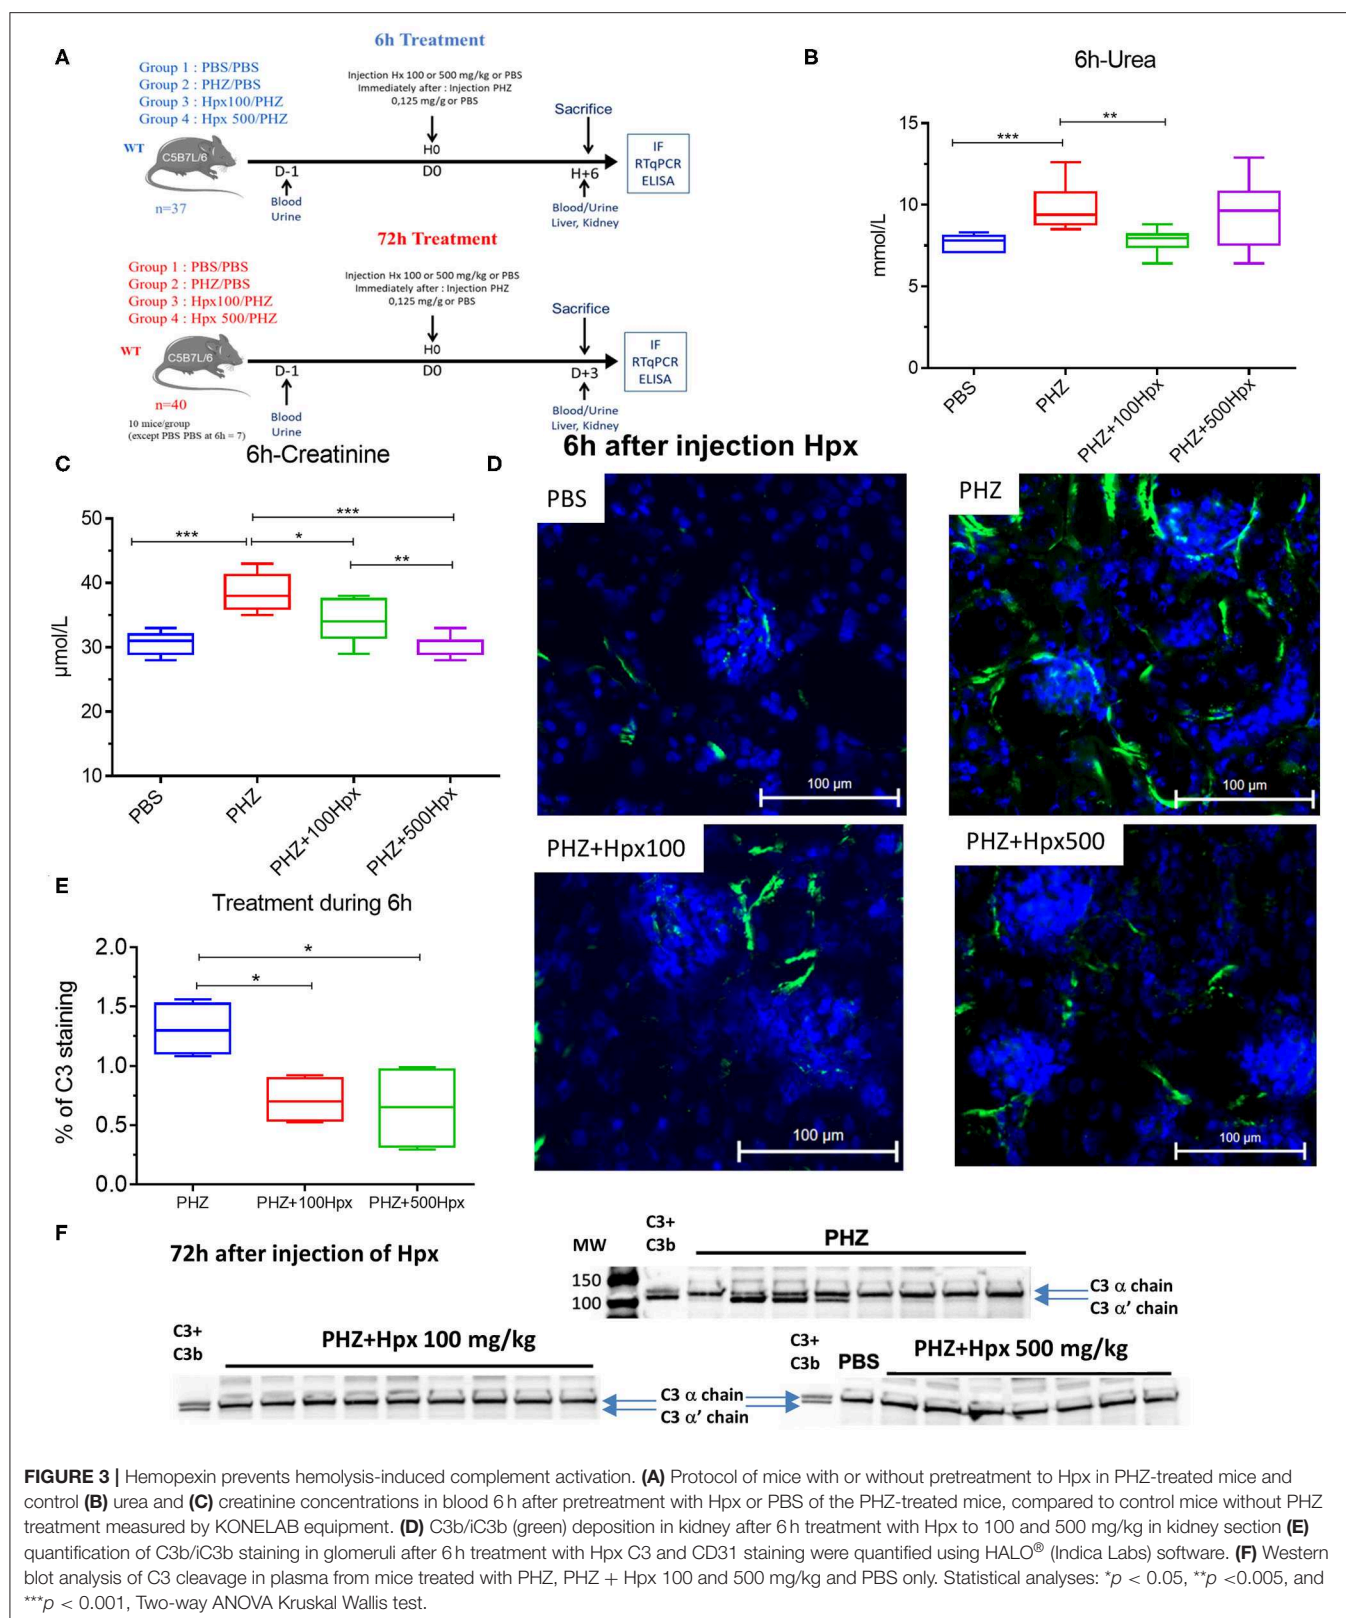 A
6h Treatment
Group 1 : PBS/PBS
Group 2 : PHZ/PBS
Group 3 : Hpx100/PHZ
Group 4 : Hpx 500/PHZ
Injection Hx 100 or 500 mg/kg or PBS
Immediately after : Injection PHZ
0,125 mg/g or PBS
Sacrifice
WT
C5B7L/6
H0
D-1
D0
H+6
IF
RTqPCR
ELISA
n=37
Blood
Urine
Blood/Urine
Liver, Kidney
72h Treatment
Group 1 : PBS/PBS
Group 2 : PHZ/PBS
Group 3 : Hpx100/PHZ
Group 4 : Hpx 500/PHZ
Injection Hx 100 or 500 mg/kg or PBS
Immediately after : Injection PHZ
0,125 mg/g or PBS
Sacrifice
WT
C5B7L/6
H0
D-1
D0
D+3
IF
RTqPCR
ELISA
n=40
10 mice/group
(except PBS PBS at 6h = 7)
Blood
Urine
Blood/Urine
Liver, Kidney
B
6h-Urea
***
**
15
10
5
0
mmol/L
PBS
PHZ
PHZ+100Hpx
PHZ+500Hpx
C
6h-Creatinine
***
***
*
**
50
40
30
20
10
µmol/L
PBS
PHZ
PHZ+100Hpx
PHZ+500Hpx
D
6h after injection Hpx
PBS
100 µm
PHZ
100 µm
PHZ+Hpx100
100 µm
PHZ+Hpx500
100 µm
E
Treatment during 6h
*
*
2.0
1.5
1.0
0.5
0.0
% of C3 staining
PHZ
PHZ+100Hpx
PHZ+500Hpx
F
72h after injection of Hpx
MW
C3+
C3b
PHZ
150
100
C3 α chain
C3 α’ chain
C3+
C3b
PHZ+Hpx 100 mg/kg
C3 α chain
C3 α’ chain
C3+
C3b
PBS
PHZ+Hpx 500 mg/kg
FIGURE 3 | Hemopexin prevents hemolysis-induced complement activation. (A) Protocol of mice with or without pretreatment to Hpx in PHZ-treated mice and
control (B) urea and (C) creatinine concentrations in blood 6 h after pretreatment with Hpx or PBS of the PHZ-treated mice, compared to control mice without PHZ
treatment measured by KONELAB equipment. (D) C3b/iC3b (green) deposition in kidney after 6 h treatment with Hpx to 100 and 500 mg/kg in kidney section (E)
quantification of C3b/iC3b staining in glomeruli after 6 h treatment with Hpx C3 and CD31 staining were quantified using HALO® (Indica Labs) software. (F) Western
blot analysis of C3 cleavage in plasma from mice treated with PHZ, PHZ + Hpx 100 and 500 mg/kg and PBS only. Statistical analyses: *p < 0.05, **p <0.005, and
***p < 0.001, Two-way ANOVA Kruskal Wallis test.